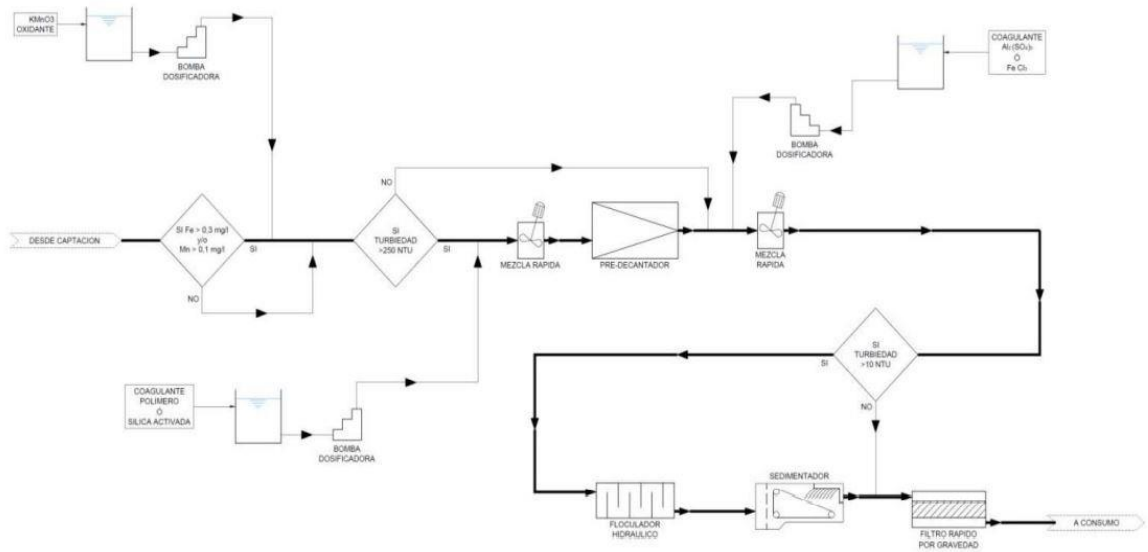 KMnO3
OXIDANTE
BOMBA
DOSIFICADORA
COAGULANTE
Al₂ (SO₄)₃
Ó
Fe Cl₃
BOMBA
DOSIFICADORA
NO
DESDE CAPTACION
SI Fe > 0,3 mg/l
y/o
Mn > 0,1 mg/l
SI
NO
SI
TURBIEDAD
>250 NTU
SI
MEZCLA RAPIDA
PRE-DECANTADOR
MEZCLA
RAPIDA
SI
TURBIEDAD
>10 NTU
SI
NO
COAGULANTE
POLÍMERO
Ó
SILICA ACTIVADA
BOMBA
DOSIFICADORA
FLOCULADOR
HIDRAULICO
SEDIMENTADOR
FILTRO RAPIDO
POR GRAVEDAD
A CONSUMO